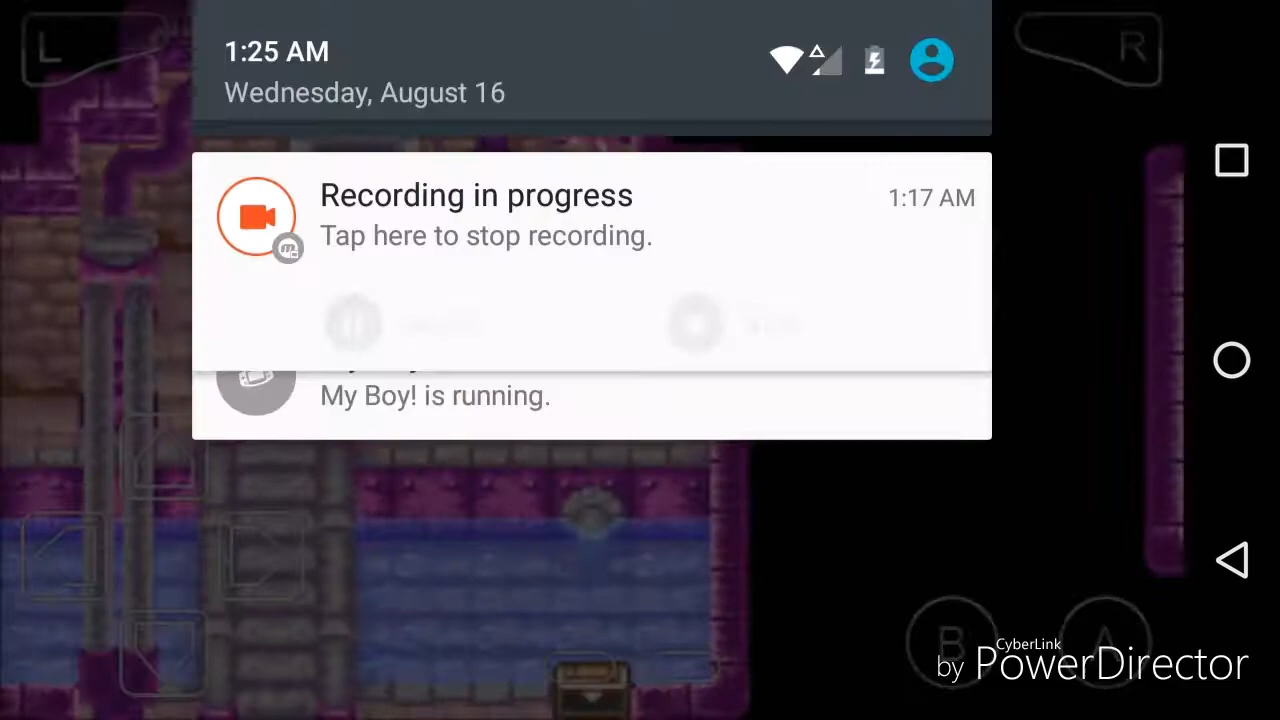 L
R
1:25 AM
Wednesday, August 16
Recording in progress
1:17 AM
Tap here to stop recording.
My Boy! is running.
B
A
CyberLink
by PowerDirector